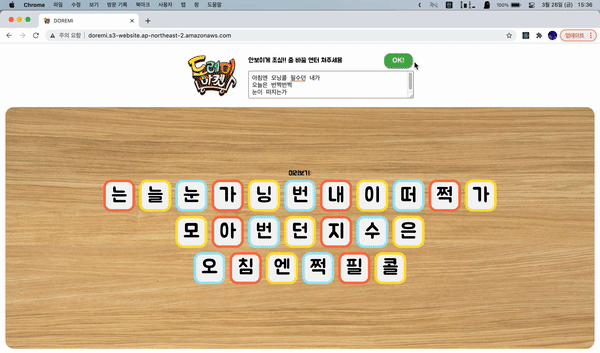 Chrome 파일 수정 보기 방문 기록 북마크 사용자 탭 창 도움말
100% 3월 26일 (금) 15:36
DOREMI
주의 요함 | doremi.s3-website.ap-northeast-2.amazonaws.com
업데이트
도레미 마켓
안보이게 조심!! 줄 바꿈 엔터 쳐주세용
OK!
아침엔 모닝콜 필수던 내가
오늘은 번쩍번쩍
눈이 떠지는가
미리보기
는 늘 눈 가 닝 번 내 이 떠 쩍 가
모 아 번 던 지 수 은
오 침 엔 쩍 필 콜